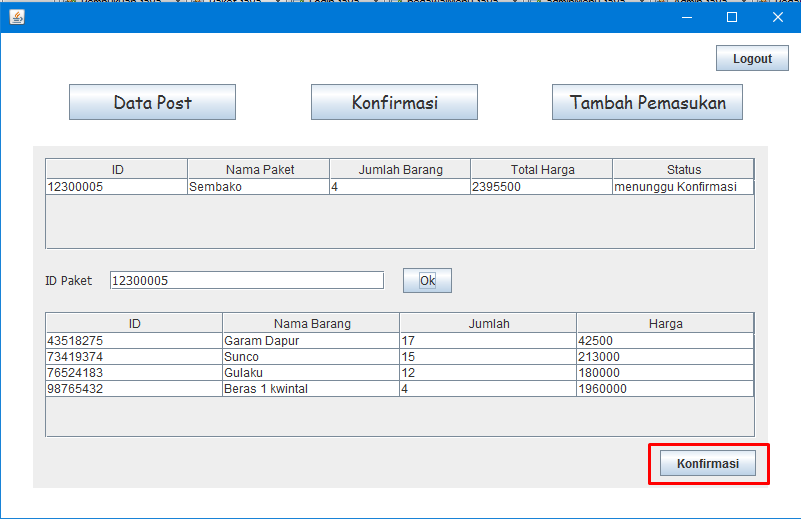 Logout
Data Post Konfirmasi Tambah Pemasukan
ID Nama Paket Jumlah Barang Total Harga Status
12300005 Sembako 4 2395500 menunggu Konfirmasi
ID Paket 12300005 Ok
ID Nama Barang Jumlah Harga
43518275 Garam Dapur 17 42500
73419374 Sunco 15 213000
76524183 Gulaku 12 180000
98765432 Beras 1 kwintal 4 1960000
Konfirmasi